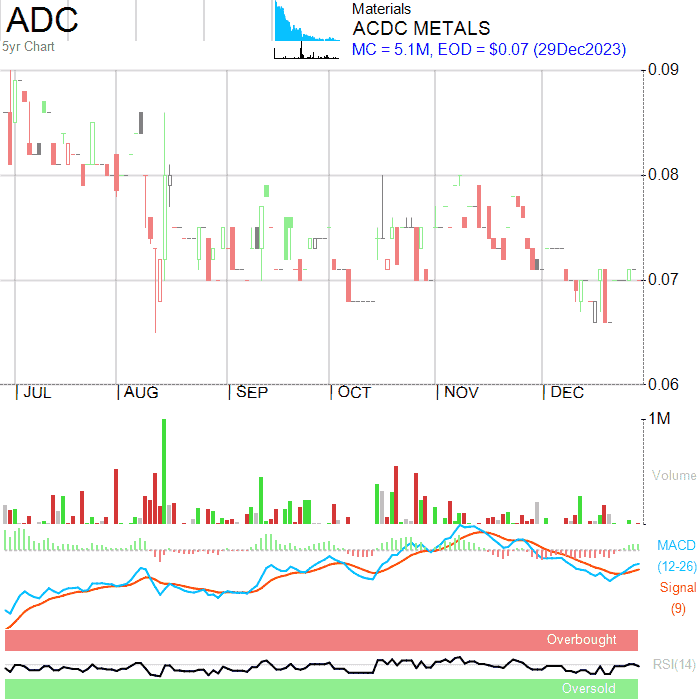 ADC
5yr Chart
Materials
ACDC METALS
MC = 5.1M, EOD = $0.07 (29Dec2023)
0.09
0.08
0.07
0.06
JUL
AUG
SEP
OCT
NOV
DEC
1M
Volume
MACD
(12-26)
Signal
(9)
Overbought
RSI(14)
Oversold